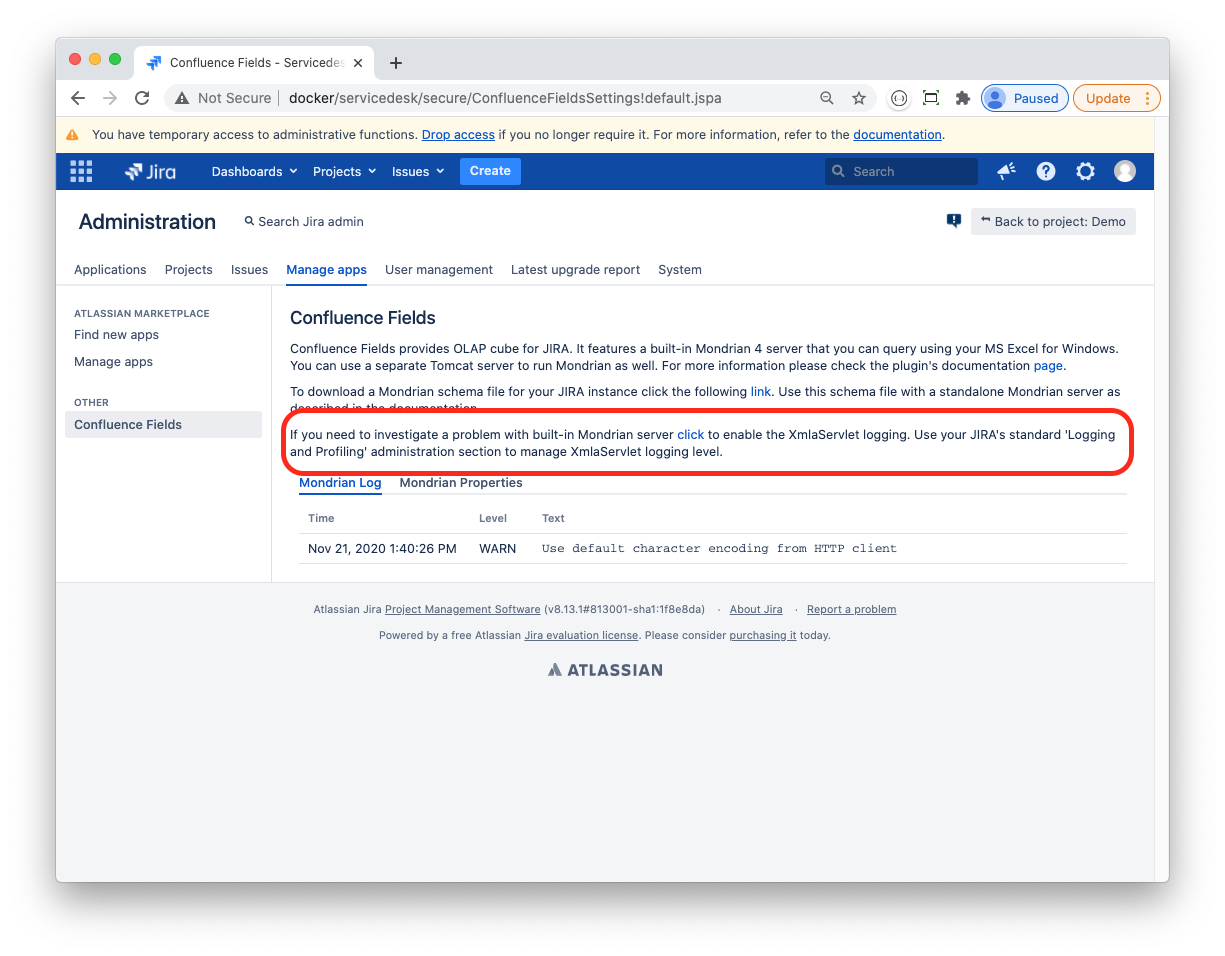 Confluence Fields - Servicedes
Not Secure docker/servicedesk/secure/ConfluenceFieldsSettings!default.jspa Paused Update
You have temporary access to administrative functions. Drop access if you no longer require it. For more information, refer to the documentation.
Jira Dashboards Projects Issues Create Search
Administration Search Jira admin Back to project: Demo
Applications Projects Issues Manage apps User management Latest upgrade report System
ATLASSIAN MARKETPLACE
Find new apps
Manage apps
OTHER
Confluence Fields
Confluence Fields
Confluence Fields provides OLAP cube for JIRA. It features a built-in Mondrian 4 server that you can query using your MS Excel for Windows.
You can use a separate Tomcat server to run Mondrian as well. For more information please check the plugin's documentation page.
To download a Mondrian schema file for your JIRA instance click the following link. Use this schema file with a standalone Mondrian server as
described in the documentation.
If you need to investigate a problem with built-in Mondrian server click to enable the XmlaServlet logging. Use your JIRA's standard 'Logging
and Profiling' administration section to manage XmlaServlet logging level.
Mondrian Log Mondrian Properties
Time Level Text
Nov 21, 2020 1:40:26 PM WARN Use default character encoding from HTTP client
Atlassian Jira Project Management Software (v8.13.1#813001-sha1:1f8e8da) · About Jira · Report a problem
Powered by a free Atlassian Jira evaluation license. Please consider purchasing it today.
ATLASSIAN